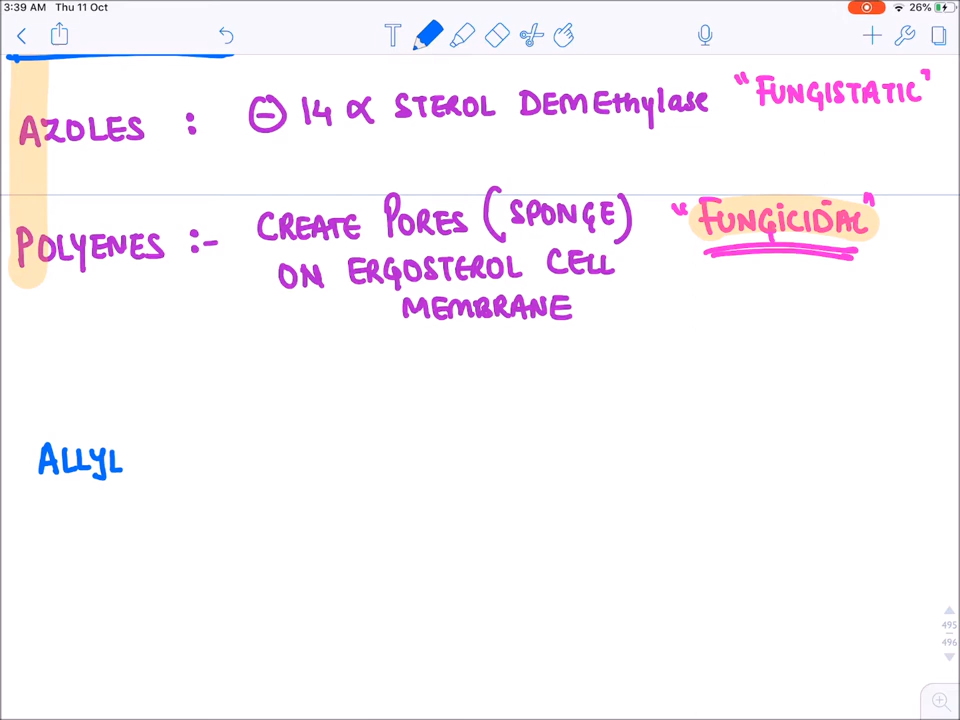 3:39 AM Thu 11 Oct 26%
T
AZOLES : ⊖ 14 α STEROL DEMEthylase "FUNGISTATIC"
POLYENES :- CREATE PORES (SPONGE) "FUNGICIDAL"
ON ERGOSTEROL CELL
MEMBRANE
ALLYL
495
496